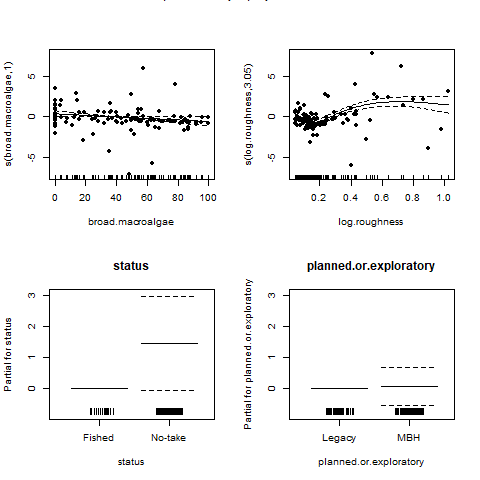 s(broad.macroalgae,1)
5
0
-5
0 20 40 60 80 100
broad.macroalgae
s(log.roughness,3.05)
5
0
-5
0.2 0.4 0.6 0.8 1.0
log.roughness
status
Partial for status
3
2
1
0
Fished No-take
status
planned.or.exploratory
Partial for planned.or.exploratory
3
2
1
0
Legacy MBH
planned.or.exploratory